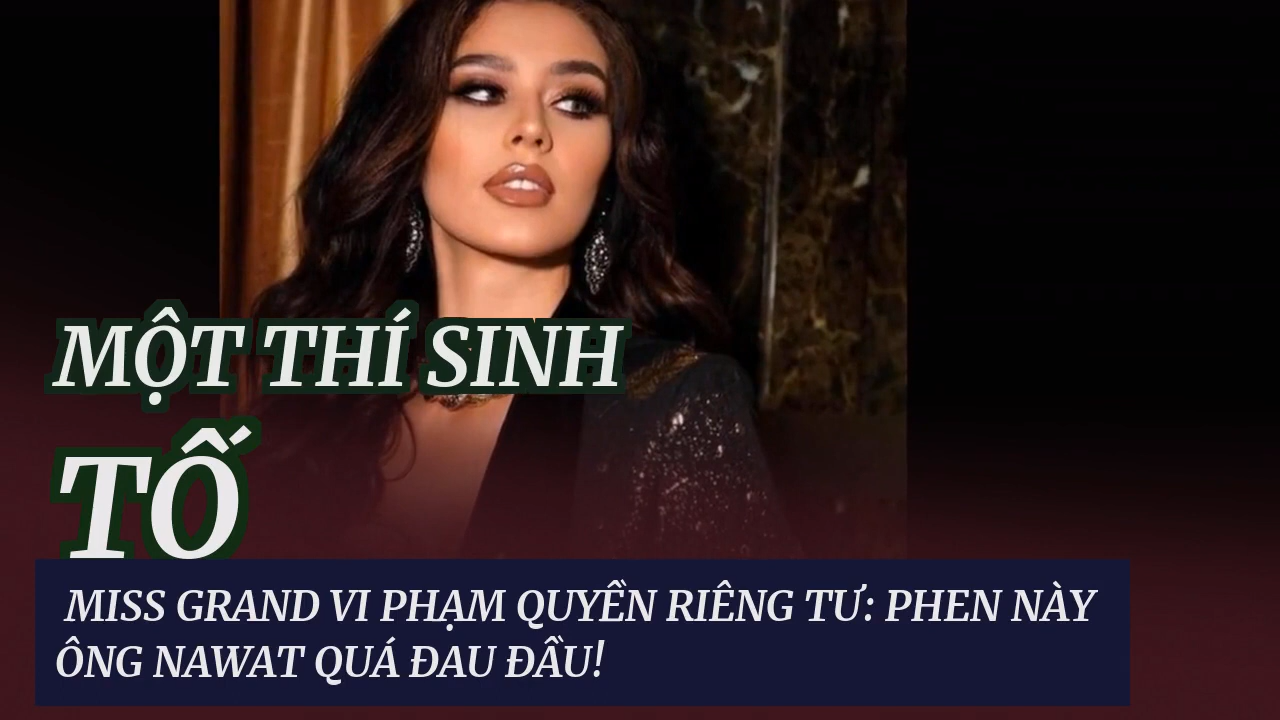 MỘT THÍ SINH
TỐ
MISS GRAND VI PHẠM QUYỀN RIÊNG TƯ: PHEN NÀY
ÔNG NAWAT QUÁ ĐAU ĐẦU!